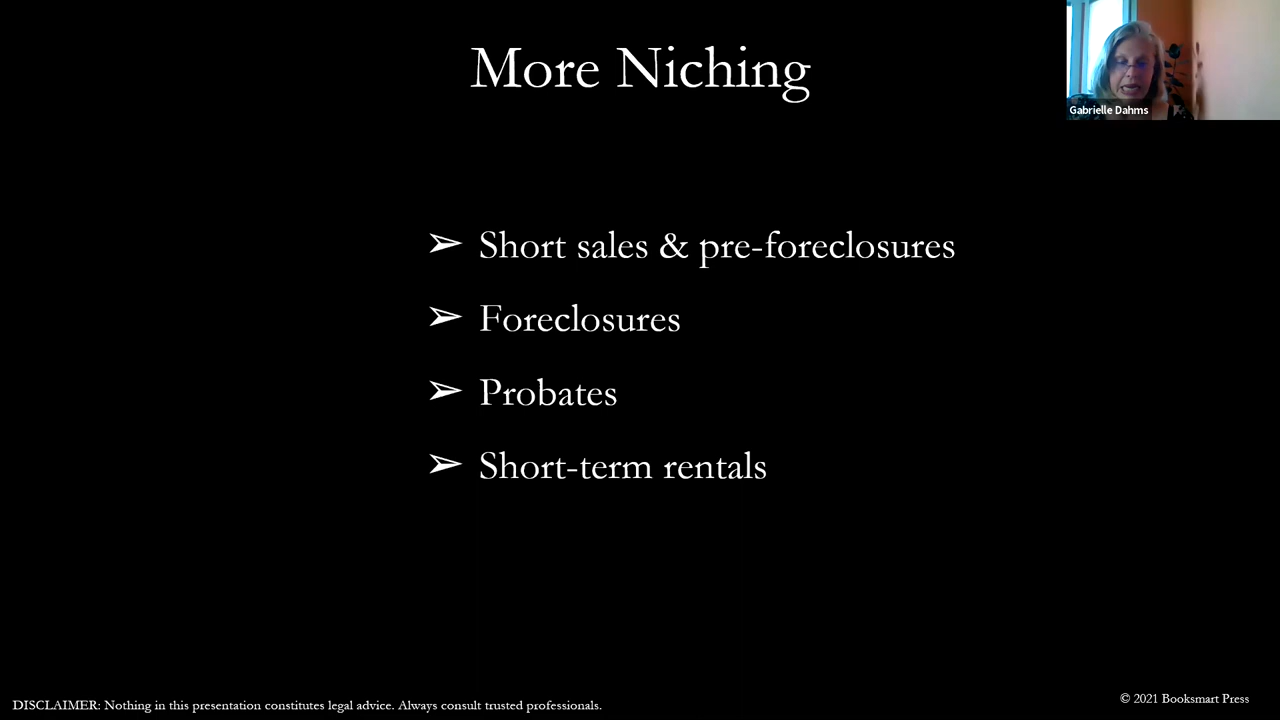 More Niching
Gabrielle Dahms
➢ Short sales & pre-foreclosures
➢ Foreclosures
➢ Probates
➢ Short-term rentals
DISCLAIMER: Nothing in this presentation constitutes legal advice. Always consult trusted professionals.
© 2021 Booksmart Press